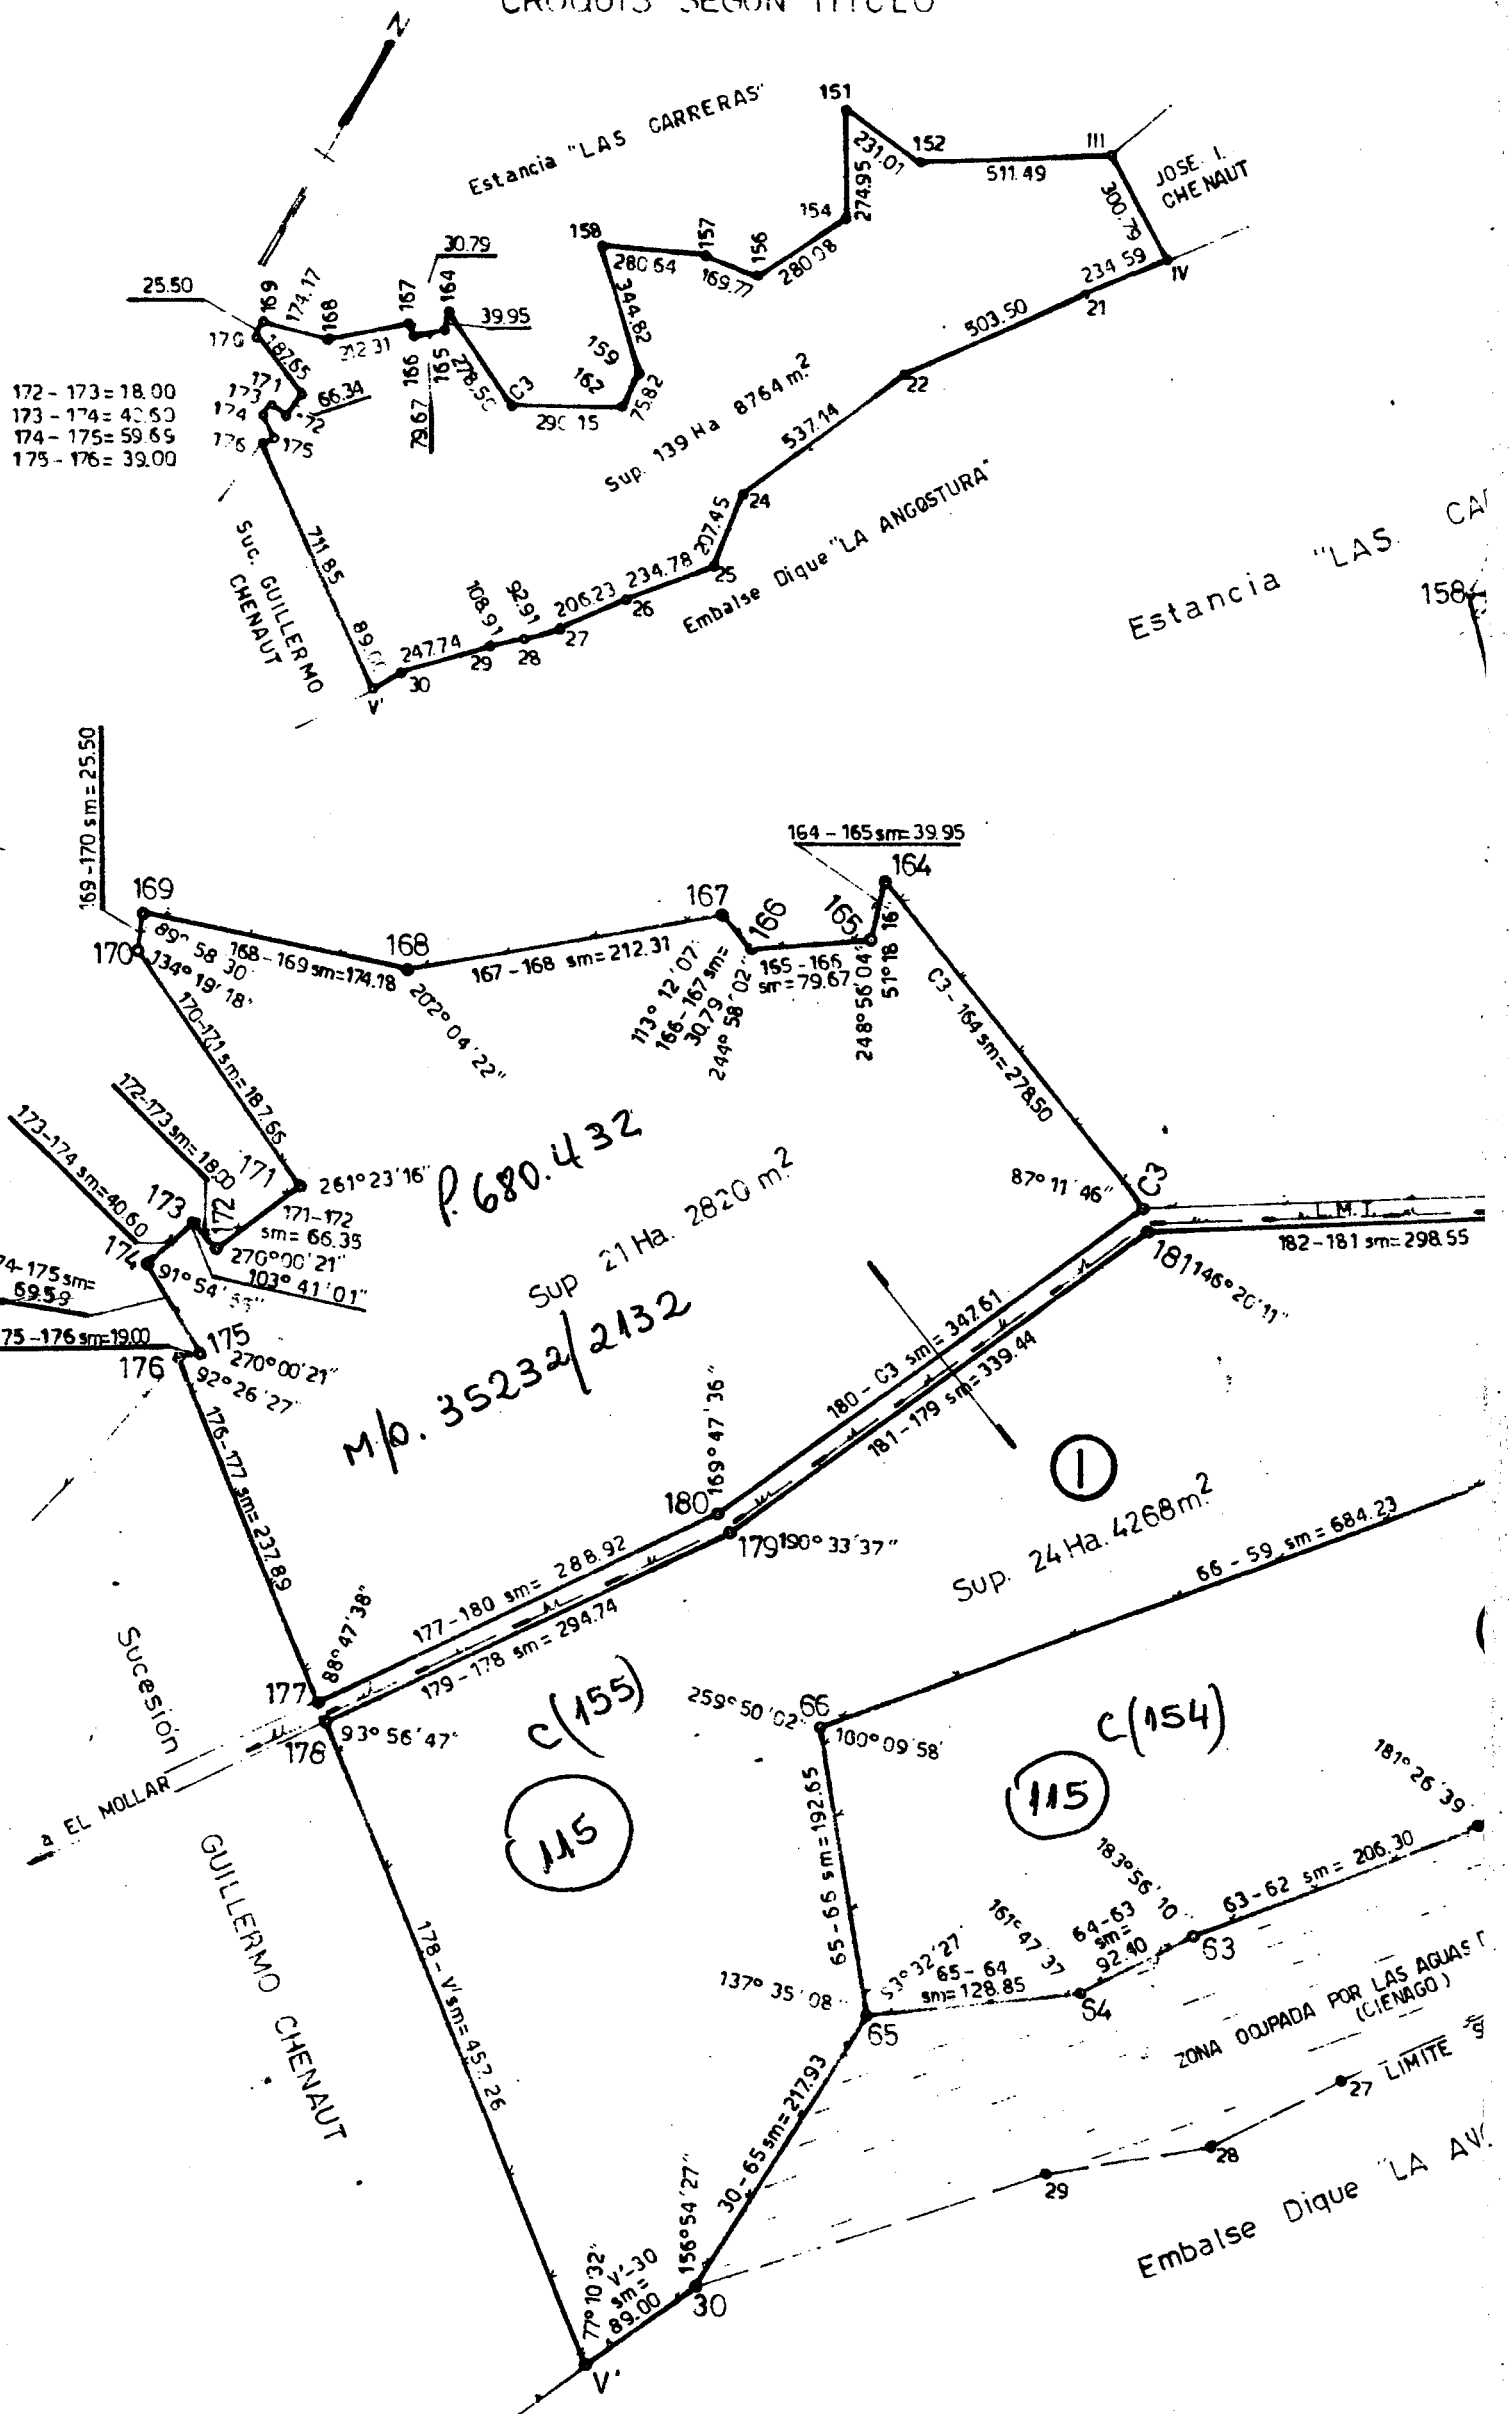 CROQUIS SEGUN TITULO
N
Estancia "LAS CARRERAS"
151
152
III
JOSE I.
CHENAUT
231.01
511.49
274.95
300.79
154
280.08
234.59
IV
21
158
157
156
280.64
169.77
344.82
159
162
75.82
503.50
22
30.79
164
167
39.95
25.50
169
174.17
168
170
212.31
166
165
79.67
278.50
C3
290.15
187.65
171
66.34
173
174
175
176
172 - 173 = 18.00
173 - 174 =
174 - 175 = 59.65
175 - 176 = 39.00
Sup. 139 Ha 8764 m.2
537.14
24
207.45
25
234.78
26
206.23
27
92.91
28
108.91
29
247.74
30
V'
711.85
Suc. GUILLERMO
CHENAUT
Embalse Dique "LA ANGOSTURA"
Estancia "LAS. CAR
158
169 - 170 sm = 25.50
169
170
89° 58 30
134° 19' 18"
168 - 169 sm = 174.18
168
202° 04' 22"
167 - 168 sm = 212.31
167
166
113° 12' 07"
166 - 167 sm =
30.79
244° 58' 02"
165 - 166
sm = 79.67
165
248° 56' 04"
51° 18 16"
164 - 165 sm = 39.95
164
C3 - 164 sm = 278.50
87° 11' 46"
C3
L.M.T.
182 - 181 sm = 298.55
181
146° 20' 11"
170 - 171 sm = 187.65
171
261° 23' 16"
171 - 172
sm = 66.35
172 - 173 sm = 18.00
172
270° 00' 21"
173 - 174 sm = 40.60
173
103° 41' 01"
174
91° 54'
74 - 175 sm =
69.59
75 - 176 sm = 19.00
175
270° 00' 21"
176
92° 26' 27"
P. 680.432
Sup 21 Ha. 2820 m.2
M/O. 35232/2132
176 - 177 sm = 237.89
180 - C3 sm = 347.61
181 - 179 sm = 339.44
169° 47' 36"
180
179
190° 33' 37"
177 - 180 sm = 288.92
179 - 178 sm = 294.74
88° 47' 38"
177
178
93° 56' 47"
1
Sup. 24 Ha. 4268 m.2
66 - 59 sm = 684.23
C(155)
115
259° 50' 02"
66
100° 09' 58'
C(154)
115
65 - 66 sm = 192.65
181° 26' 39
63 - 62 sm = 206.30
183° 56' 10
63
64 - 63
sm =
92.40
161° 47' 37
65 - 64
sm = 128.85
137° 35' 08
65
a EL MOLLAR
Sucesión
GUILLERMO CHENAUT
178 - V' sm = 457.26
30 - 65 sm = 217.93
156° 54' 27"
30
77° 10' 32"
V' - 30
sm =
89.00
V'
ZONA OCUPADA POR LAS AGUAS
(CIENAGO)
27
LIMITE
28
29
Embalse Dique "LA